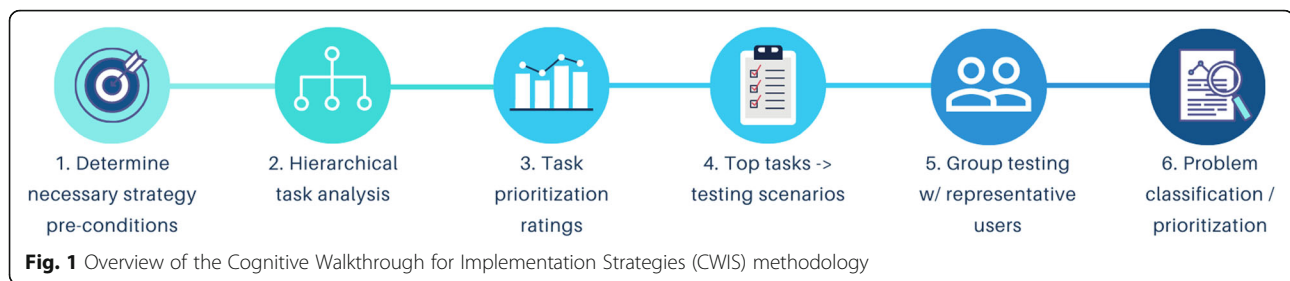 1. Determine
necessary strategy
pre-conditions
2. Hierarchical
task analysis
3. Task
prioritization
ratings
4. Top tasks ->
testing scenarios
5. Group testing
w/ representative
users
6. Problem
classification /
prioritization
Fig. 1 Overview of the Cognitive Walkthrough for Implementation Strategies (CWIS) methodology